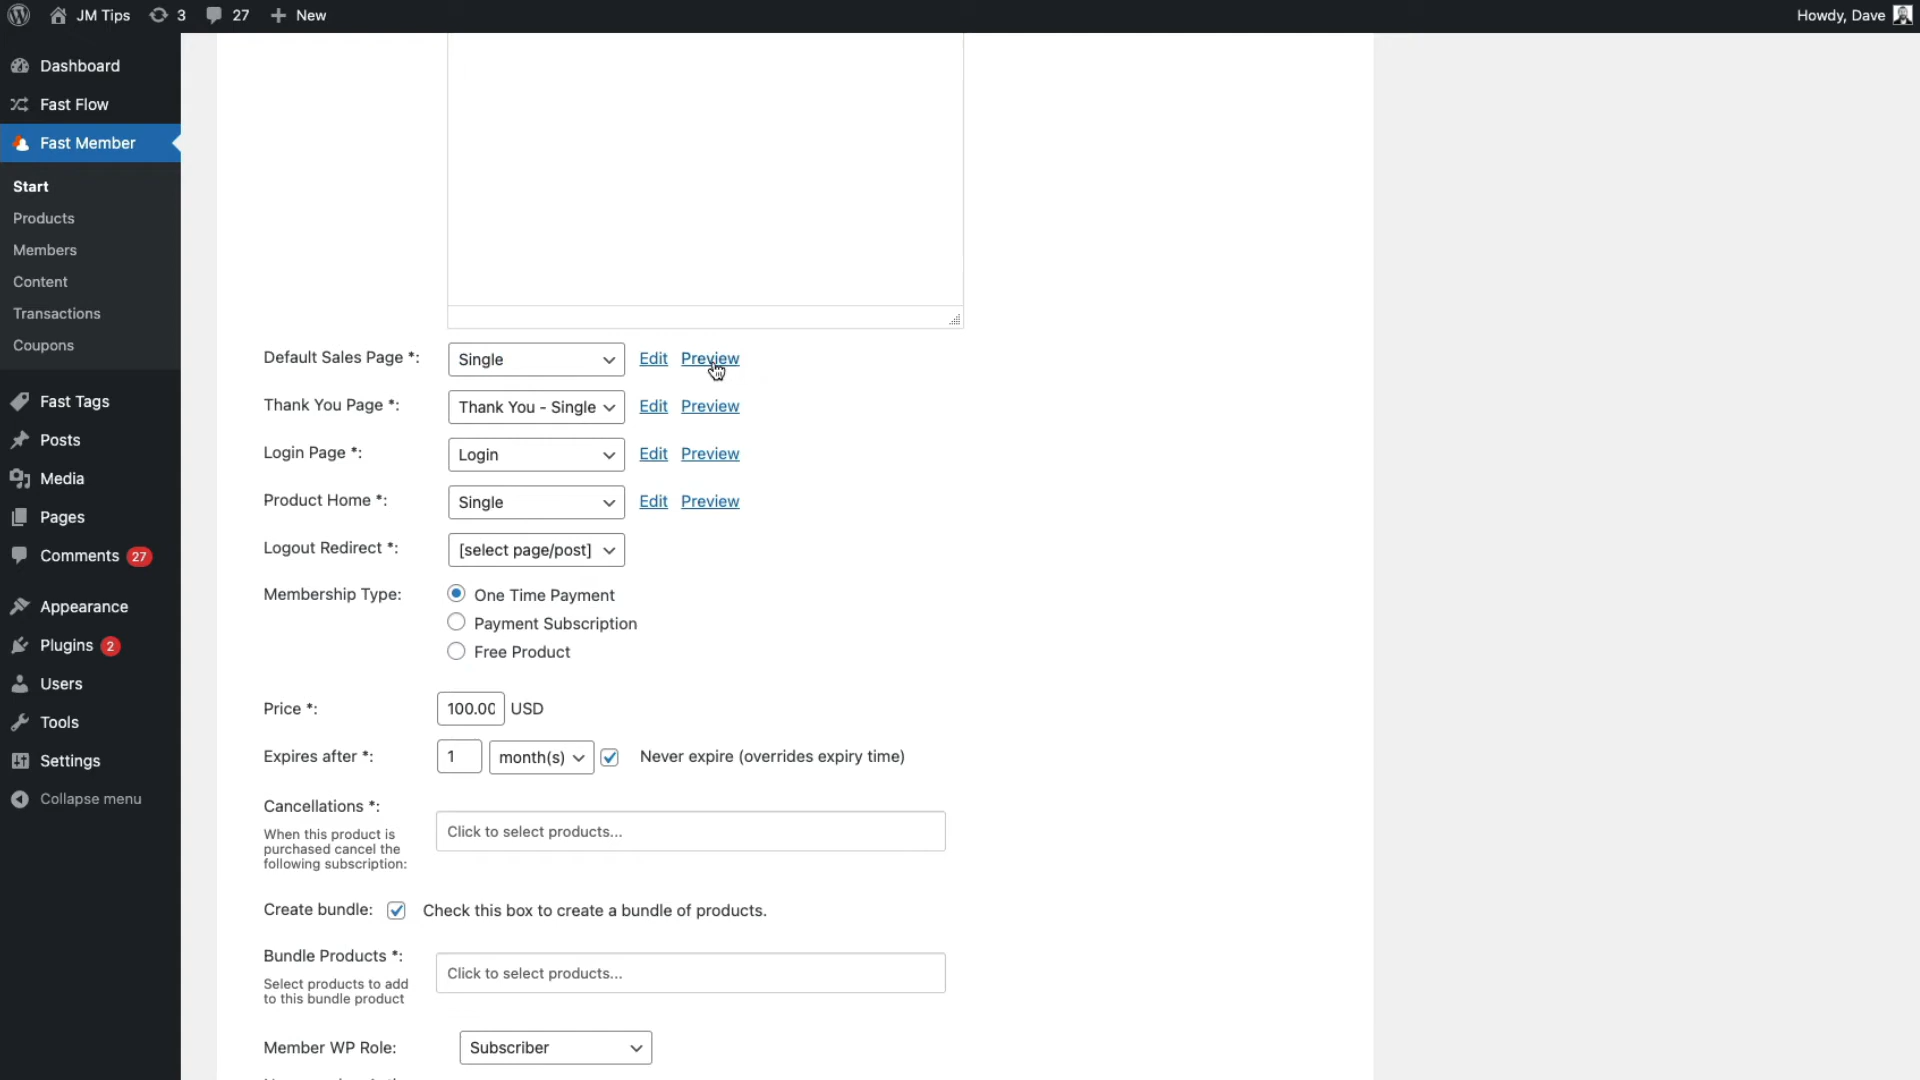 JM Tips 3 27 New Howdy, Dave
Dashboard
Fast Flow
Fast Member
Start
Products
Members
Content
Transactions
Coupons
Fast Tags
Posts
Media
Pages
Comments 27
Appearance
Plugins 2
Users
Tools
Settings
Collapse menu
Default Sales Page *: Single Edit Preview
Thank You Page *: Thank You - Single Edit Preview
Login Page *: Login Edit Preview
Product Home *: Single Edit Preview
Logout Redirect *: [select page/post]
Membership Type: One Time Payment
Payment Subscription
Free Product
Price *: 100.00 USD
Expires after *: 1 month(s) Never expire (overrides expiry time)
Cancellations *:
When this product is
purchased cancel the
following subscription:
Click to select products...
Create bundle: Check this box to create a bundle of products.
Bundle Products *:
Select products to add
to this bundle product
Click to select products...
Member WP Role: Subscriber